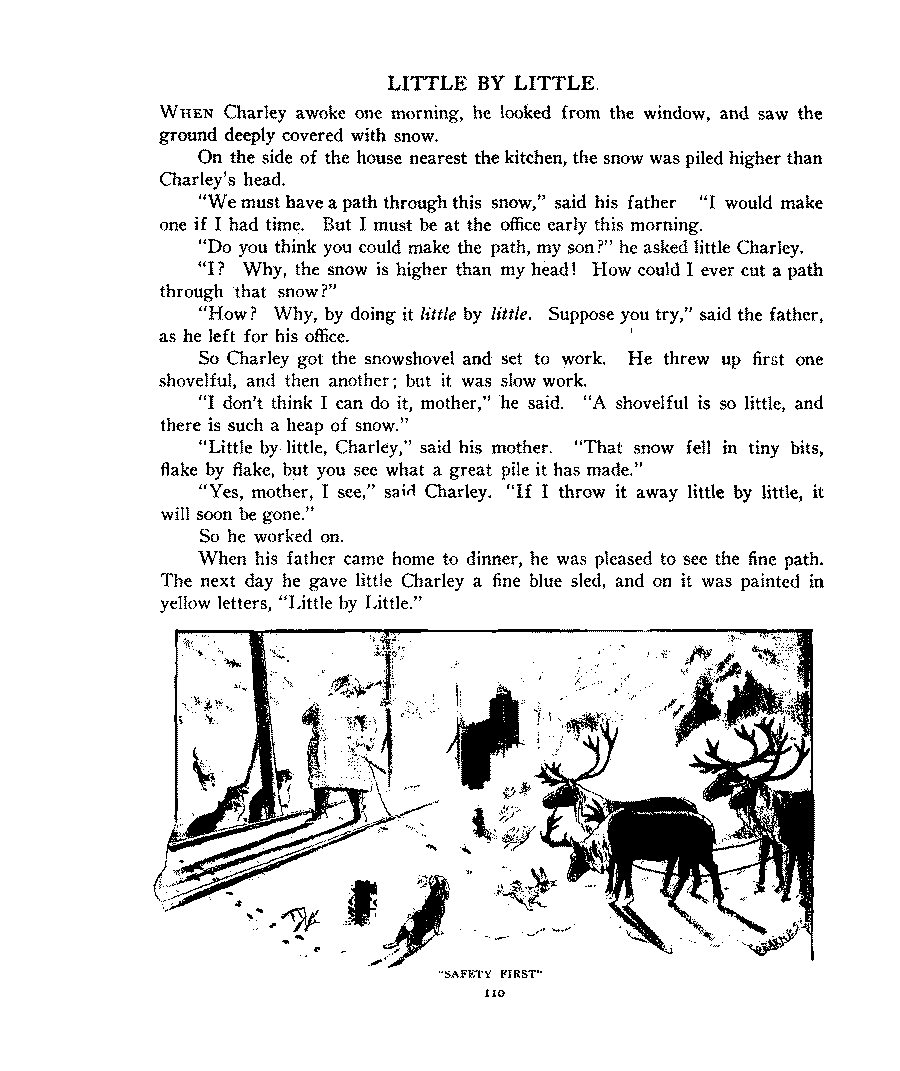 LITTLE BY LITTLE.
WHEN Charley awoke one morning, he looked from the window, and saw the
ground deeply covered with snow.
On the side of the house nearest the kitchen, the snow was piled higher than
Charley's head.
"We must have a path through this snow," said his father "I would make
one if I had time. But I must be at the office early this morning.
"Do you think you could make the path, my son?" he asked little Charley.
"I? Why, the snow is higher than my head! How could I ever cut a path
through that snow?"
"How? Why, by doing it little by little. Suppose you try," said the father,
as he left for his office.
So Charley got the snowshovel and set to work. He threw up first one
shovelful, and then another; but it was slow work.
"I don't think I can do it, mother," he said. "A shovelful is so little, and
there is such a heap of snow."
"Little by little, Charley," said his mother. "That snow fell in tiny bits,
flake by flake, but you see what a great pile it has made."
"Yes, mother, I see," said Charley. "If I throw it away little by little, it
will soon be gone."
So he worked on.
When his father came home to dinner, he was pleased to see the fine path.
The next day he gave little Charley a fine blue sled, and on it was painted in
yellow letters, "Little by Little."
"SAFETY FIRST"
110